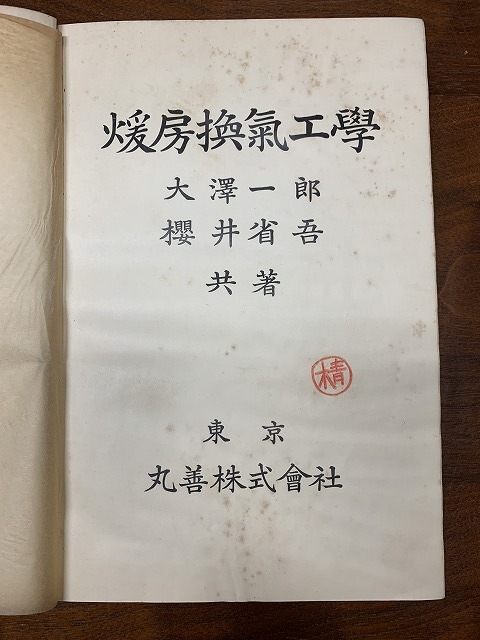 煖房換氣工學
大澤一郎
櫻井省吾
共著
東京
丸善株式會社